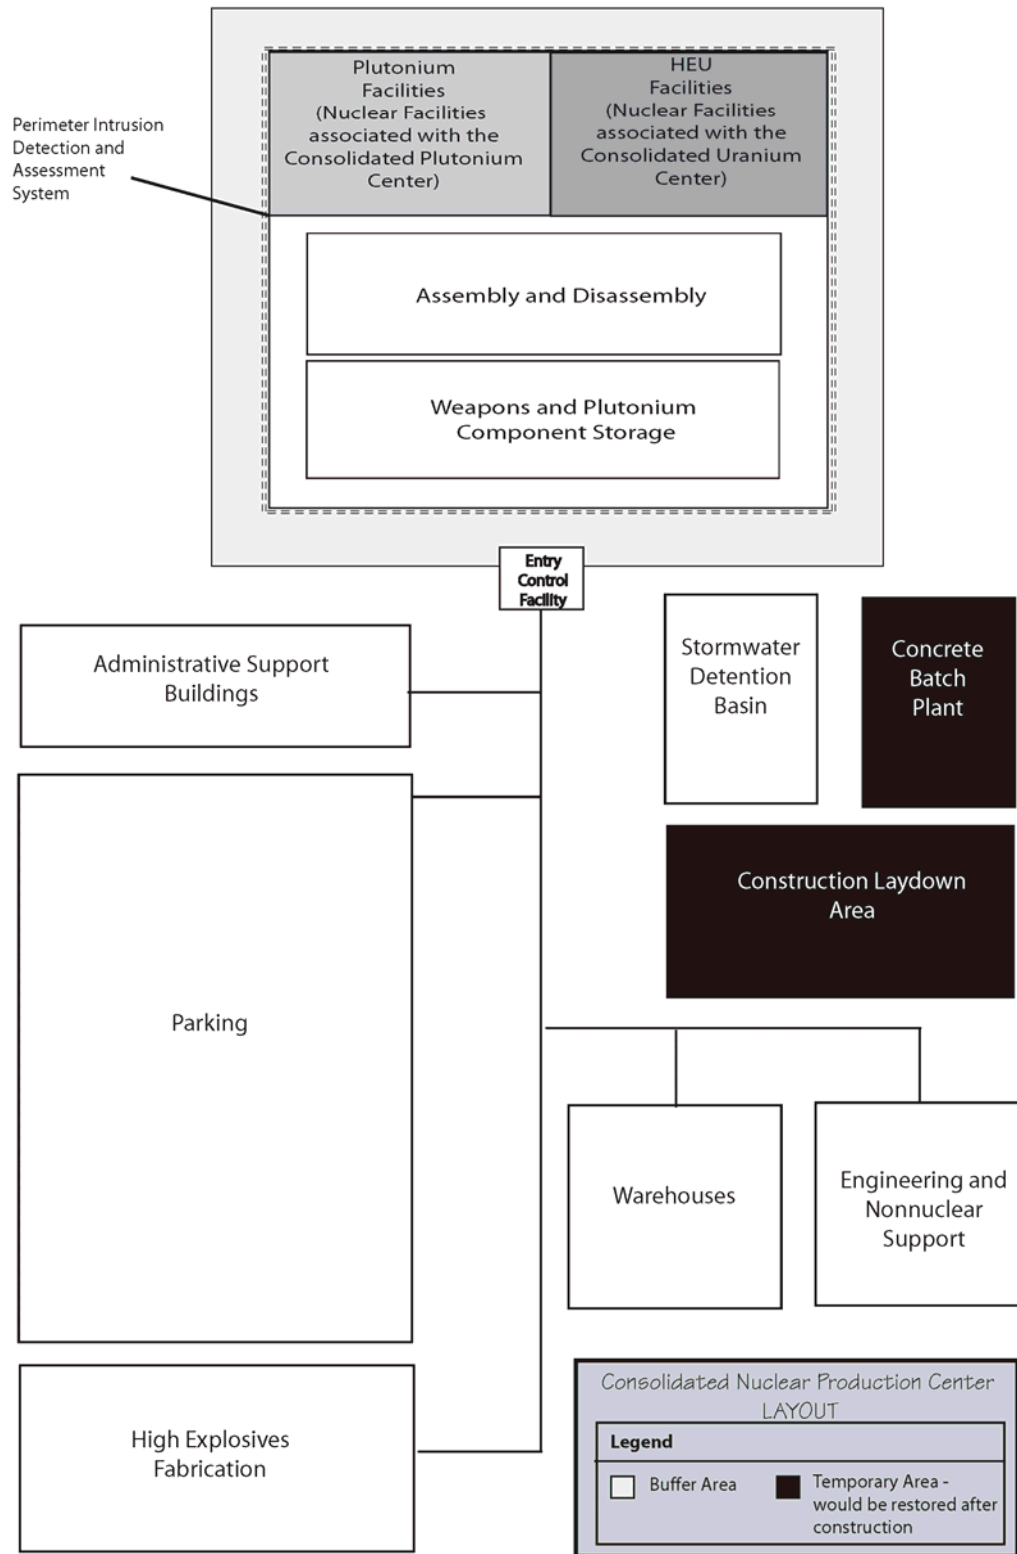 Plutonium
Facilities
(Nuclear Facilities
associated with the
Consolidated Plutonium
Center)
HEU
Facilities
(Nuclear Facilities
associated with the
Consolidated Uranium
Center)
Perimeter Intrusion
Detection and
Assessment
System
Assembly and Disassembly
Weapons and Plutonium
Component Storage
Entry
Control
Facility
Administrative Support
Buildings
Stormwater
Detention
Basin
Concrete
Batch
Plant
Construction Laydown
Area
Parking
Warehouses
Engineering and
Nonnuclear
Support
High Explosives
Fabrication
Consolidated Nuclear Production Center
LAYOUT
Legend
Buffer Area
Temporary Area -
would be restored after
construction